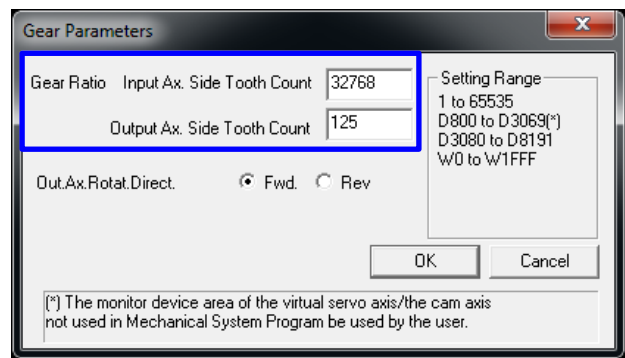 Gear Parameters
Gear Ratio Input Ax. Side Tooth Count 32768
Output Ax. Side Tooth Count 125
Out.Ax.Rotat.Direct. Fwd. Rev
Setting Range
1 to 65535
D800 to D3069(*)
D3080 to D8191
W0 to W1FFF
OK Cancel
(*) The monitor device area of the virtual servo axis/the cam axis
not used in Mechanical System Program be used by the user.